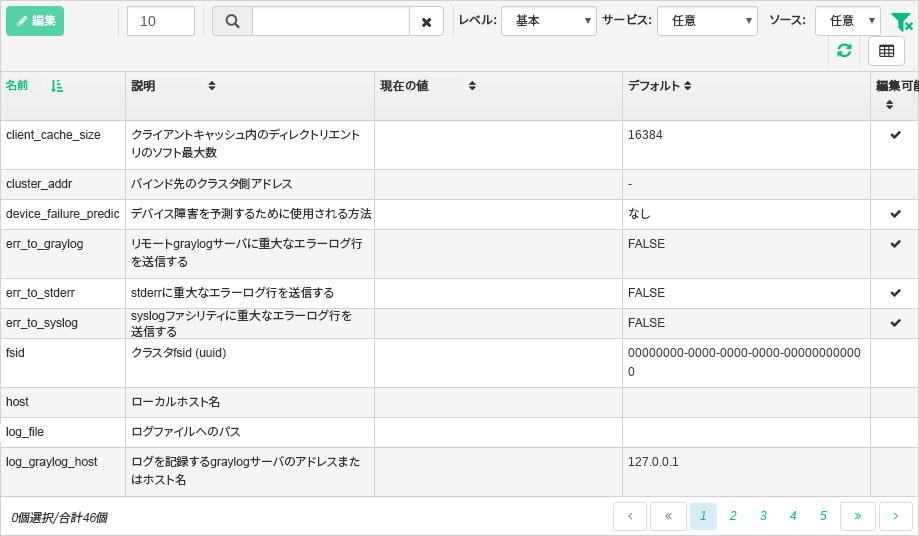 編集
10
レベル: 基本 サービス: 任意 ソース: 任意
名前 説明 現在の値 デフォルト 編集可能
client_cache_size クライアントキャッシュ内のディレクトリエント 16384
リのソフト最大数
cluster_addr バインド先のクラスタ側アドレス -
device_failure_predic デバイス障害を予測するために使用される方法 なし
err_to_graylog リモートgraylogサーバに重大なエラーログ行 FALSE
を送信する
err_to_stderr stderrに重大なエラーログ行を送信する FALSE
err_to_syslog syslogファシリティに重大なエラーログ行を FALSE
送信する
fsid クラスタfsid (uuid) 00000000-0000-0000-0000-00000000000
0
host ローカルホスト名
log_file ログファイルへのパス
log_graylog_host ログを記録するgraylogサーバのアドレスまた 127.0.0.1
はホスト名
0個選択/合計46個 ‹ « 1 2 3 4 5 » ›